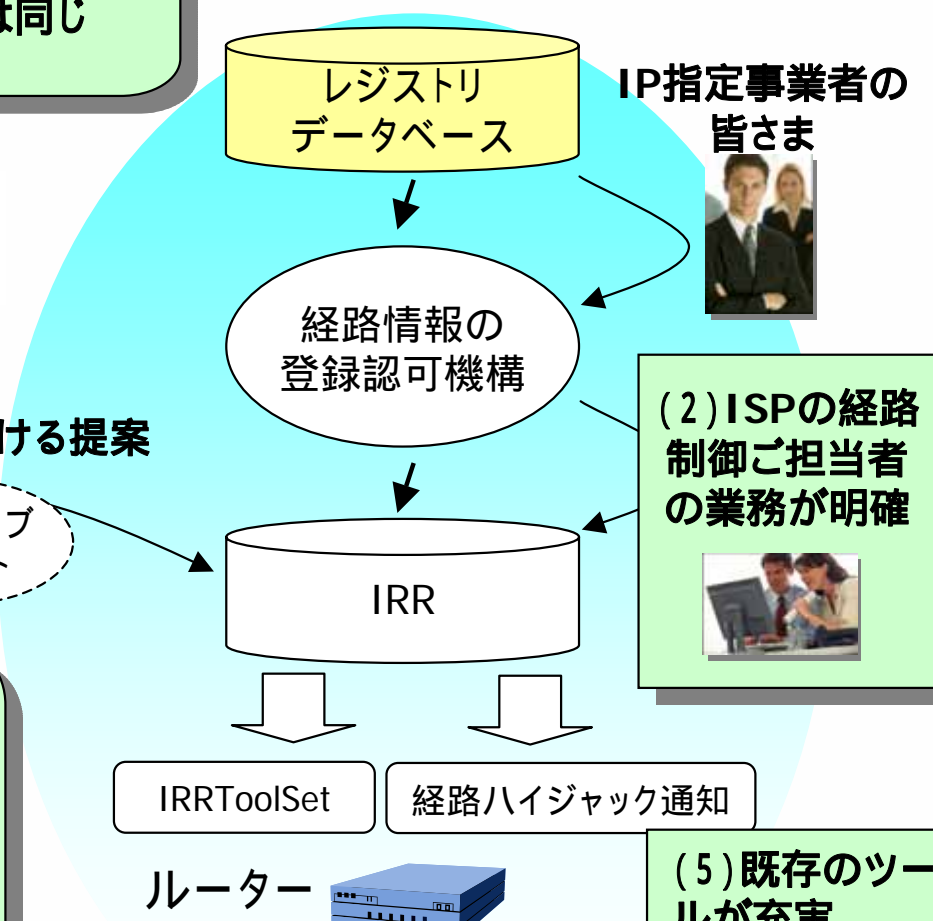 は同じ
レジストリ
データベース
IP指定事業者の
皆さま
経路情報の
登録認可機構
(2)ISPの経路
制御ご担当者
の業務が明確
ける提案
ブ
IRR
IRRToolSet
経路ハイジャック通知
ルーター
(5)既存のツー
ルが充実